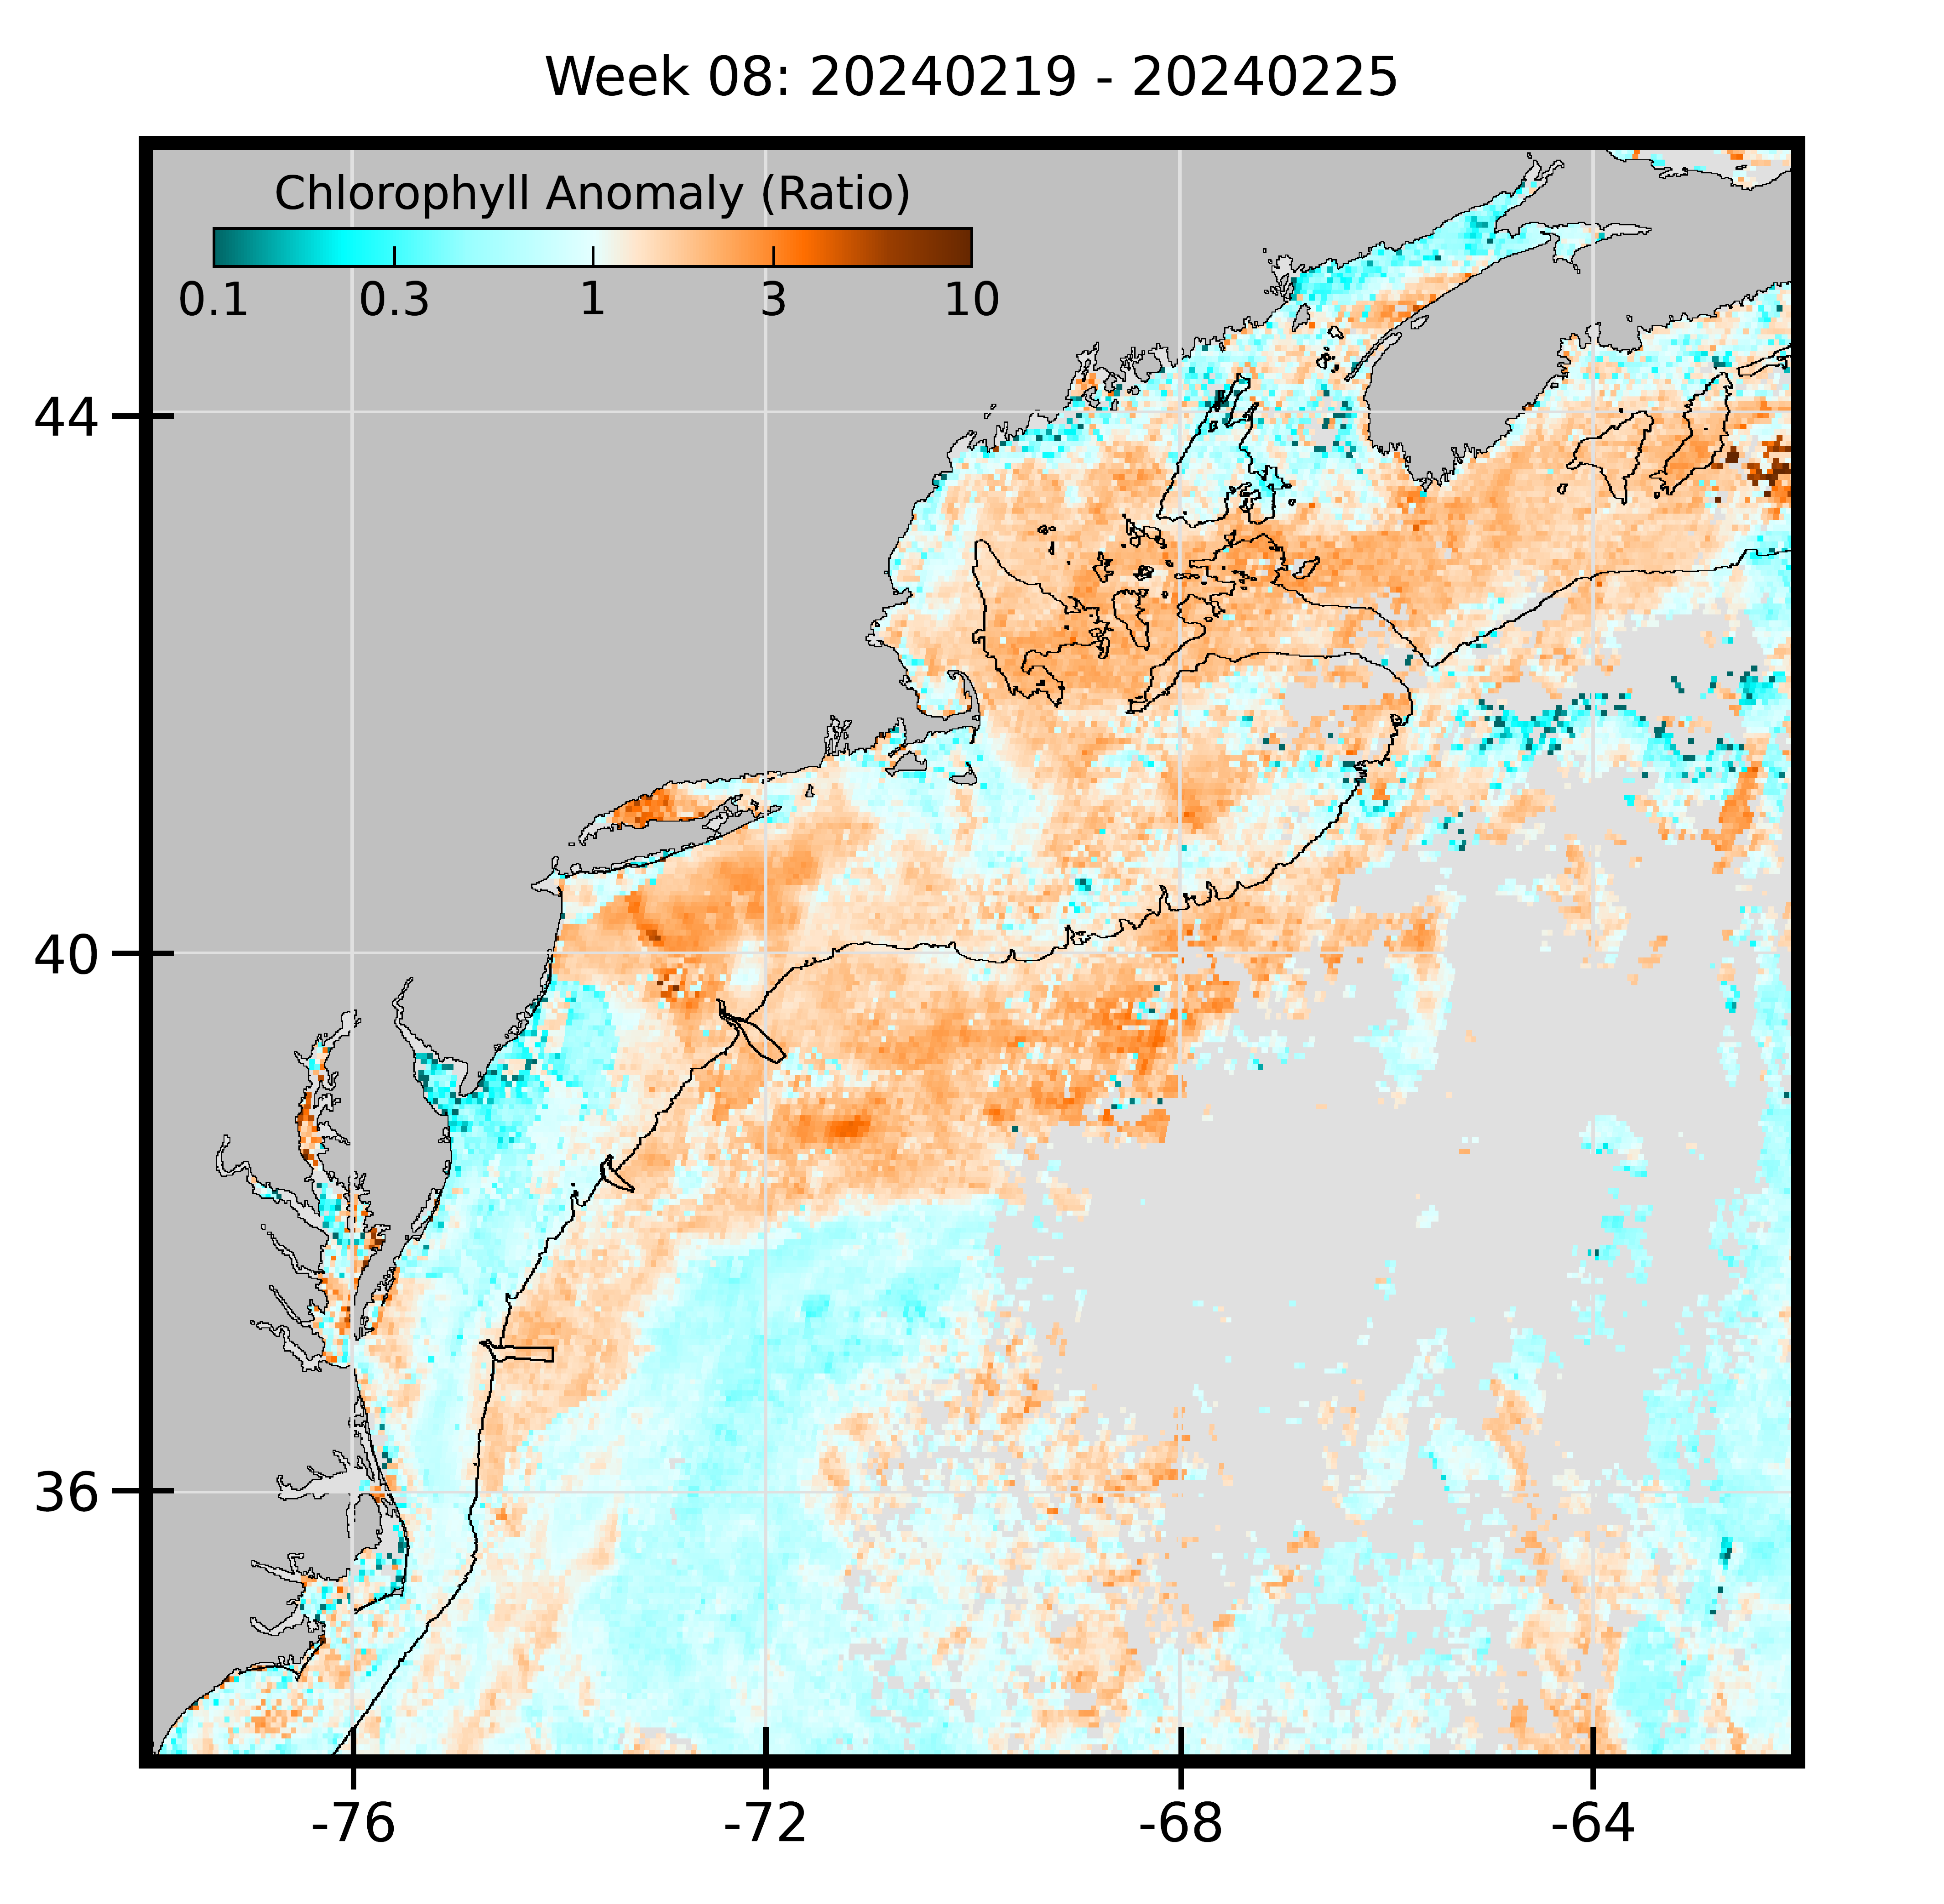 Week 08: 20240219 - 20240225
Chlorophyll Anomaly (Ratio)
0.1 0.3 1 3 10
44
40
36
-76 -72 -68 -64